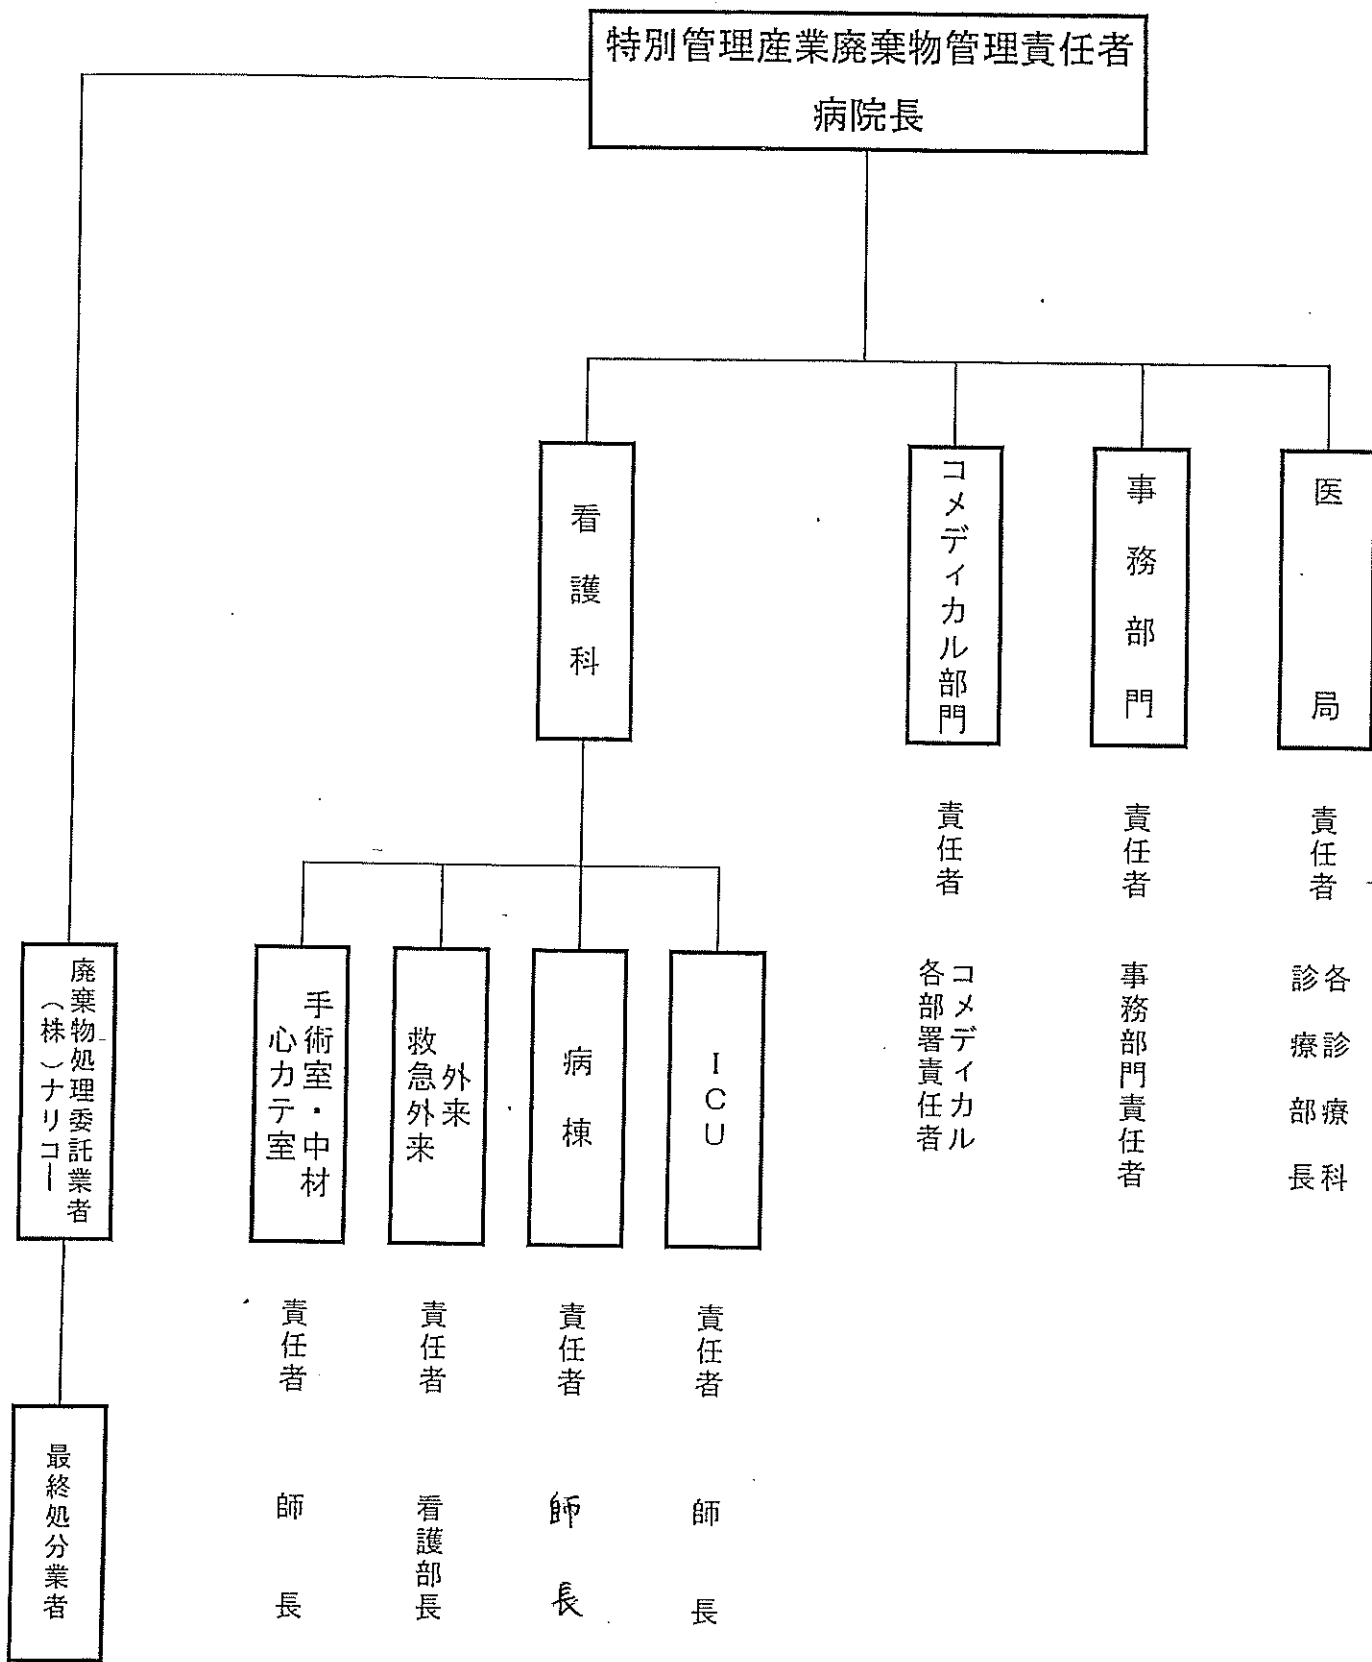 特別管理産業廃棄物管理責任者
病院長
医局
責任者
各診療科
診療部長
事務部門
責任者
事務部門責任者
コメディカル部門
責任者
コメディカル
各部署責任者
看護科
ICU
責任者
師長
病棟
責任者
師長
外来
救急外来
責任者
看護部長
手術室・中材
心カテ室
責任者
師長
廃棄物処理委託業者
(株)ナリコー
最終処分業者